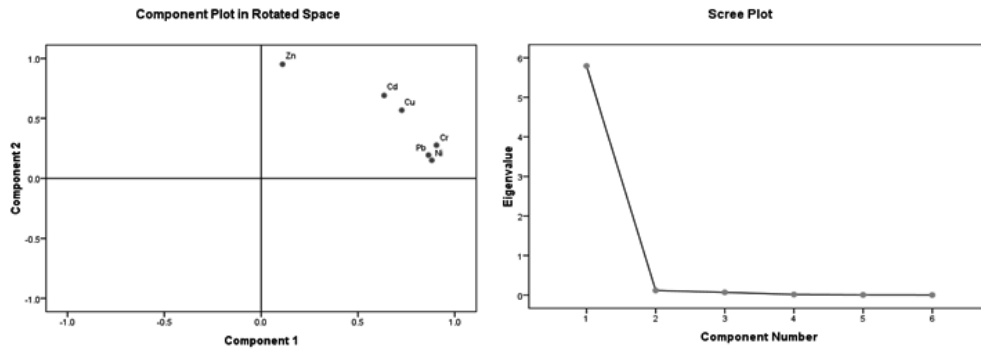 Component Plot in Rotated Space
Component 2
1.0
0.5
0.0
-0.5
-1.0
Zn
Cd
Cu
Cr
Pb
Ni
-1.0 -0.5 0.0 0.5 1.0
Component 1
Scree Plot
Eigenvalue
6
5
4
3
2
1
0
1 2 3 4 5 6
Component Number